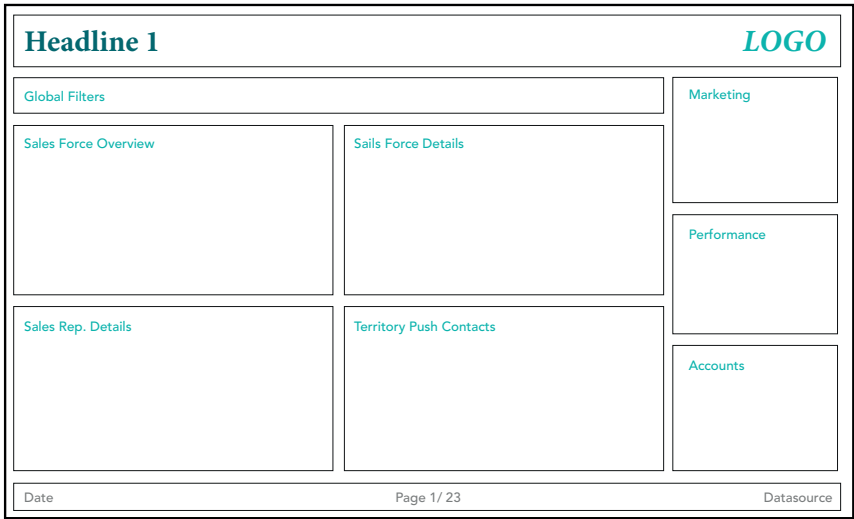 Headline 1
LOGO
Global Filters
Marketing
Sales Force Overview
Sails Force Details
Performance
Sales Rep. Details
Territory Push Contacts
Accounts
Date
Page 1/ 23
Datasource